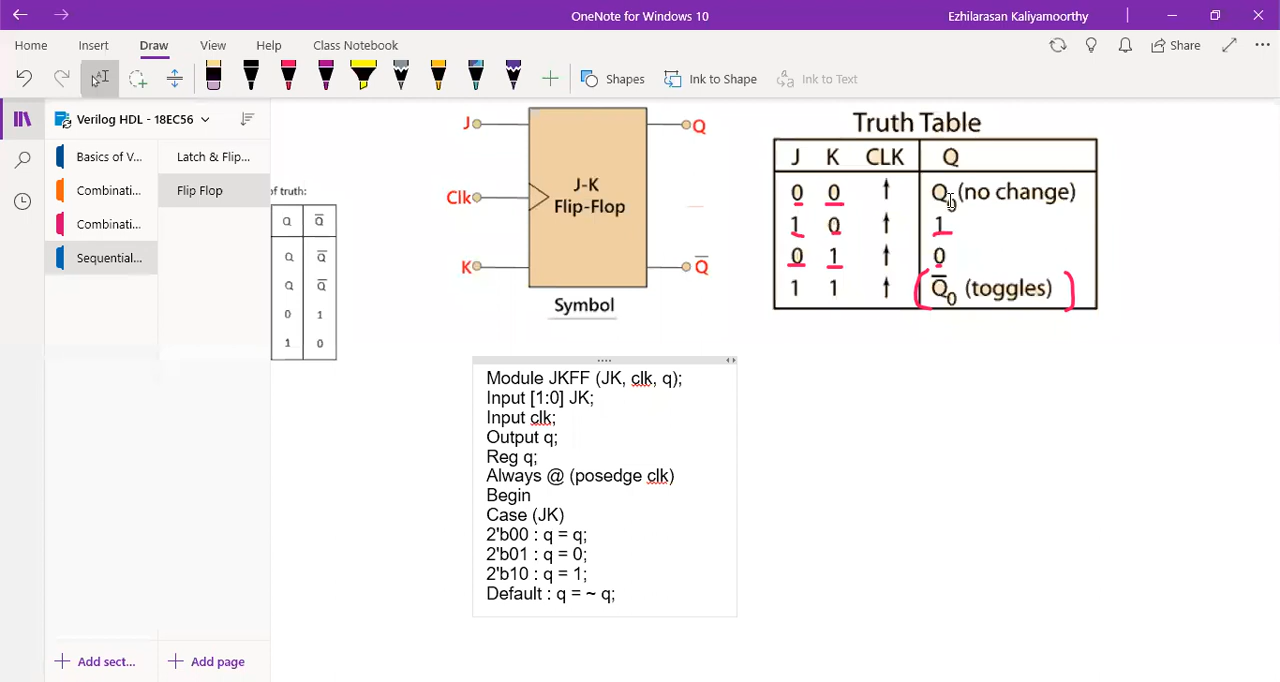 OneNote for Windows 10
Ezhilarasan Kaliyamoorthy
Home Insert Draw View Help Class Notebook
Share
Shapes Ink to Shape Ink to Text
Verilog HDL - 18EC56
Basics of V...
Combinati...
Combinati...
Sequential...
Latch & Flip...
Flip Flop
of truth:
Q Q̅
Q Q̅
Q Q̅
0 1
1 0
J
Clk
K
J-K
Flip-Flop
Q
Q̅
Symbol
Truth Table
J K CLK Q
0 0 ↑ Q0 (no change)
1 0 ↑ 1
0 1 ↑ 0
1 1 ↑ Q̅0 (toggles)
Module JKFF (JK, clk, q);
Input [1:0] JK;
Input clk;
Output q;
Reg q;
Always @ (posedge clk)
Begin
Case (JK)
2'b00 : q = q;
2'b01 : q = 0;
2'b10 : q = 1;
Default : q = ~ q;
+ Add sect...
+ Add page